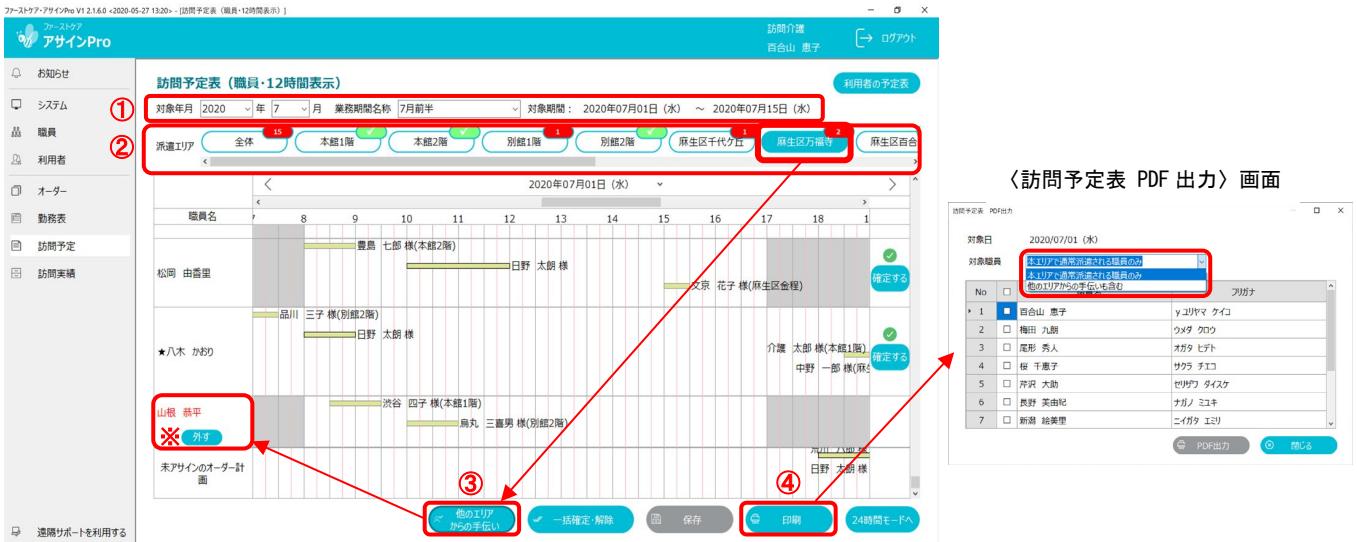 ファーストケア・アサインPro V1 2.1.6.0 <2020-05-27 13:20> - [訪問予定表（職員・12時間表示）]
ファーストケア
アサインPro
訪問介護
百合山 恵子
ログアウト
お知らせ
システム
職員
利用者
オーダー
勤務表
訪問予定
訪問実績
遠隔サポートを利用する
訪問予定表（職員・12時間表示）
利用者の予定表
①
対象年月 2020 年 7 月 業務期間名称 7月前半 対象期間： 2020年07月01日（水） ～ 2020年07月15日（水）
②
派遣エリア 全体 15 本館1階 本館2階 別館1階 1 別館2階 麻生区千代ケ丘 1 麻生区万福寺 2 麻生区百合
2020年07月01日（水）
職員名 7 8 9 10 11 12 13 14 15 16 17 18 1
豊島 七郎 様(本館2階)
日野 太朗 様
松岡 由香里
文京 花子 様(麻生区金程)
確定する
品川 三子 様(別館2階)
日野 太朗 様
★八木 かおり
介護 太郎 様(本館1階)
中野 一郎 様(麻生
確定する
渋谷 四子 様(本館1階)
山根 恭平
烏丸 三喜男 様(別館2階)
※ 外す
荒川 八郎 様
日野 太朗 様
未アサインのオーダー計画
③
④
他のエリア
からの手伝い
一括確定・解除
保存
印刷
24時間モードへ
〈訪問予定表 PDF 出力〉画面
訪問予定表 PDF出力
対象日 2020/07/01（水）
対象職員 本エリアで通常派遣される職員のみ
本エリアで通常派遣される職員のみ
他のエリアからの手伝いも含む
No フリガナ
1 百合山 恵子 yユリヤマ ケイコ
2 梅田 九朗 ウメダ クロウ
3 尾形 秀人 オガタ ヒデト
4 桜 千恵子 サクラ チエコ
5 芹沢 大助 セリザワ ダイスケ
6 長野 美由紀 ナガノ ミユキ
7 新潟 絵美里 ニイガタ エミリ
PDF出力
閉じる